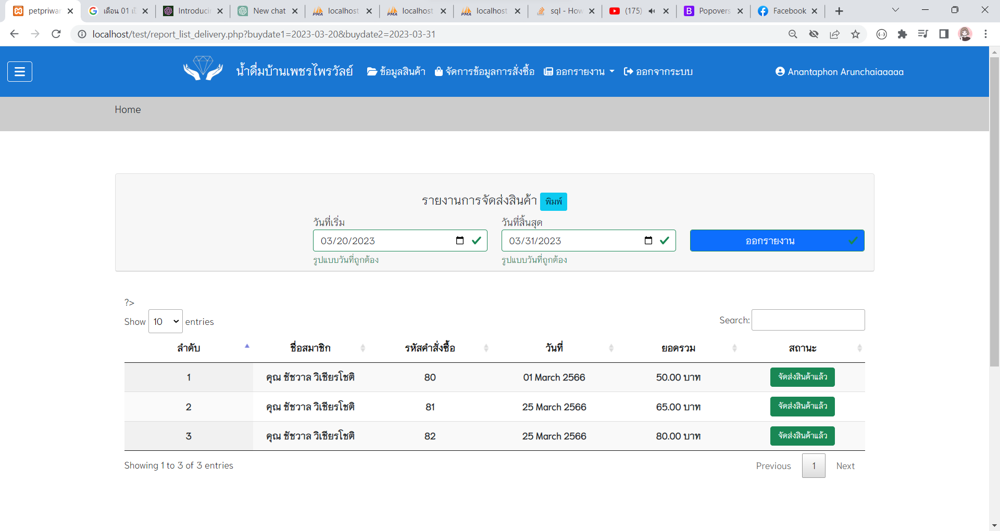 petpriwan
เดือน 01 เป
Introducin
New chat
localhost
localhost
localhost
sql - How
(175)
Popovers
Facebook
localhost/test/report_list_delivery.php?buydate1=2023-03-20&buydate2=2023-03-31
น้ำดื่มบ้านเพชรไพรวัลย์ ข้อมูลสินค้า จัดการข้อมูลการสั่งซื้อ ออกรายงาน ออกจากระบบ Anantaphon Arunchaiaaaaa
Home
รายงานการจัดส่งสินค้า พิมพ์
วันที่เริ่ม วันที่สิ้นสุด
03/20/2023 03/31/2023 ออกรายงาน
รูปแบบวันที่ถูกต้อง รูปแบบวันที่ถูกต้อง
?>
Show 10 entries Search:
ลำดับ ชื่อสมาชิก รหัสคำสั่งซื้อ วันที่ ยอดรวม สถานะ
1 คุณ ชัชวาล วิเชียรโชติ 80 01 March 2566 50.00 บาท จัดส่งสินค้าแล้ว
2 คุณ ชัชวาล วิเชียรโชติ 81 25 March 2566 65.00 บาท จัดส่งสินค้าแล้ว
3 คุณ ชัชวาล วิเชียรโชติ 82 25 March 2566 80.00 บาท จัดส่งสินค้าแล้ว
Showing 1 to 3 of 3 entries Previous 1 Next